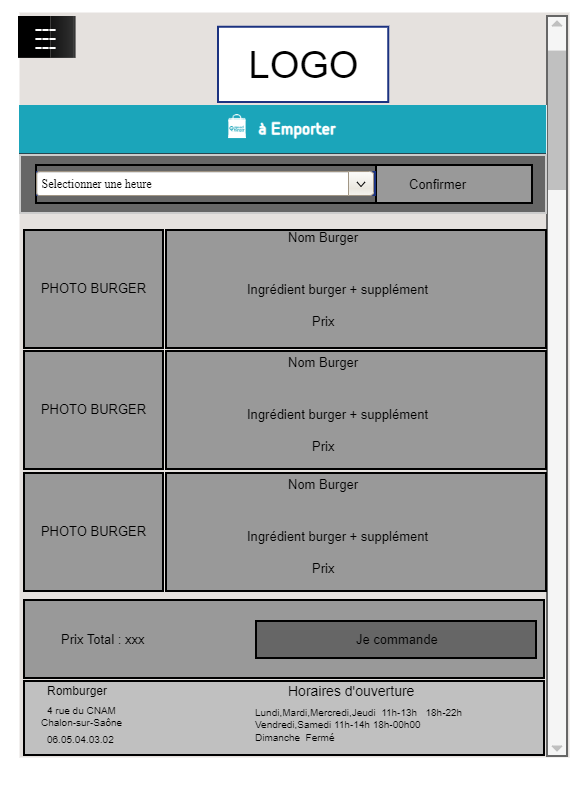 LOGO
à Emporter
Selectionner une heure
Confirmer
Nom Burger
PHOTO BURGER
Ingrédient burger + supplément
Prix
Nom Burger
PHOTO BURGER
Ingrédient burger + supplément
Prix
Nom Burger
PHOTO BURGER
Ingrédient burger + supplément
Prix
Prix Total : xxx
Je commande
Romburger
4 rue du CNAM
Chalon-sur-Saône
06.05.04.03.02
Horaires d'ouverture
Lundi,Mardi,Mercredi,Jeudi 11h-13h 18h-22h
Vendredi,Samedi 11h-14h 18h-00h00
Dimanche Fermé